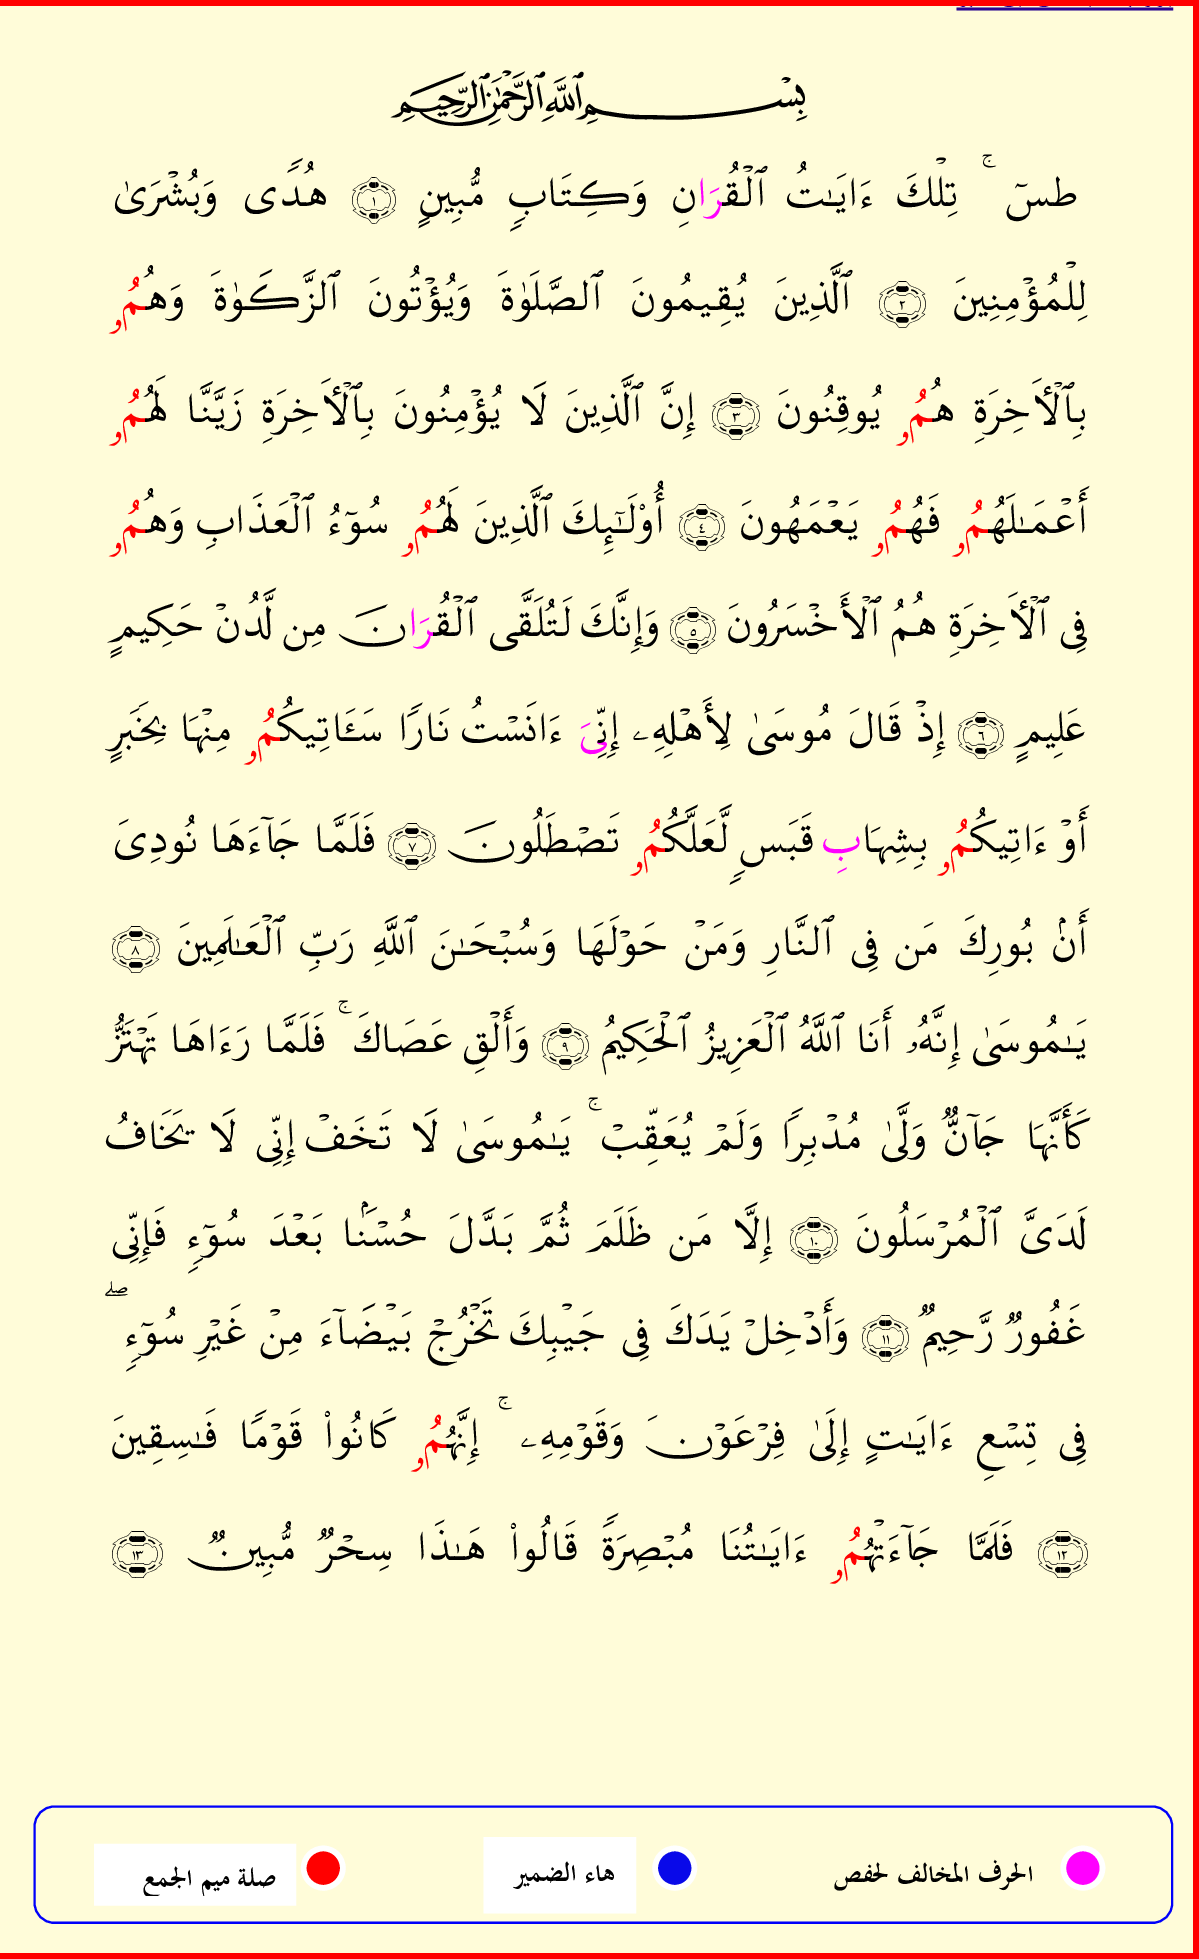 بِسْمِ ٱللَّهِ ٱلرَّحْمَٰنِ ٱلرَّحِيمِ
طسٓ ۚ تِلْكَ ءَايَـٰتُ ٱلْقُرَانِ وَكِتَابٍ مُّبِينٍ ١ هُدًى وَبُشْرَىٰ
لِلْمُؤْمِنِينَ ٢ ٱلَّذِينَ يُقِيمُونَ ٱلصَّلَوٰةَ وَيُؤْتُونَ ٱلزَّكَوٰةَ وَهُمُۥ
بِٱلْأَخِرَةِ هُمُۥ يُوقِنُونَ ٣ إِنَّ ٱلَّذِينَ لَا يُؤْمِنُونَ بِٱلْأَخِرَةِ زَيَّنَّا لَهُمُۥ
أَعْمَـٰلَهُمُۥ فَهُمُۥ يَعْمَهُونَ ٤ أُوْلَـٰٓئِكَ ٱلَّذِينَ لَهُمُۥ سُوٓءُ ٱلْعَذَابِ وَهُمُۥ
فِى ٱلْأَخِرَةِ هُمُ ٱلْأَخْسَرُونَ ٥ وَإِنَّكَ لَتُلَقَّى ٱلْقُرَانَ مِن لَّدُنْ حَكِيمٍ
عَلِيمٍ ٦ إِذْ قَالَ مُوسَىٰ لِأَهْلِهِۦ إِنِّىَ ءَانَسْتُ نَارًا سَـَٔاتِيكُمُۥ مِنْهَا بِخَبَرٍ
أَوْ ءَاتِيكُمُۥ بِشِهَابِ قَبَسٍ لَّعَلَّكُمُۥ تَصْطَلُونَ ٧ فَلَمَّا جَآءَهَا نُودِىَ
أَنۢ بُورِكَ مَن فِى ٱلنَّارِ وَمَنْ حَوْلَهَا وَسُبْحَـٰنَ ٱللَّهِ رَبِّ ٱلْعَـٰلَمِينَ ٨
يَـٰمُوسَىٰ إِنَّهُۥ أَنَا ٱللَّهُ ٱلْعَزِيزُ ٱلْحَكِيمُ ٩ وَأَلْقِ عَصَاكَ ۚ فَلَمَّا رَءَاهَا تَهْتَزُّ
كَأَنَّهَا جَآنٌّ وَلَّىٰ مُدْبِرًا وَلَمْ يُعَقِّبْ ۚ يَـٰمُوسَىٰ لَا تَخَفْ إِنِّى لَا يَخَافُ
لَدَىَّ ٱلْمُرْسَلُونَ ١٠ إِلَّا مَن ظَلَمَ ثُمَّ بَدَّلَ حُسْنًۢا بَعْدَ سُوٓءٍ فَإِنِّى
غَفُورٌ رَّحِيمٌ ١١ وَأَدْخِلْ يَدَكَ فِى جَيْبِكَ تَخْرُجْ بَيْضَآءَ مِنْ غَيْرِ سُوٓءٍ ۖ
فِى تِسْعِ ءَايَـٰتٍ إِلَىٰ فِرْعَوْنَ وَقَوْمِهِۦ ۚ إِنَّهُمُۥ كَانُوا۟ قَوْمًا فَـٰسِقِينَ
١٢ فَلَمَّا جَآءَتْهُمُۥ ءَايَـٰتُنَا مُبْصِرَةً قَالُوا۟ هَـٰذَا سِحْرٌ مُّبِينٌ ١٣
الحرف المخالف لحفص هاء الضمير صلة ميم الجمع